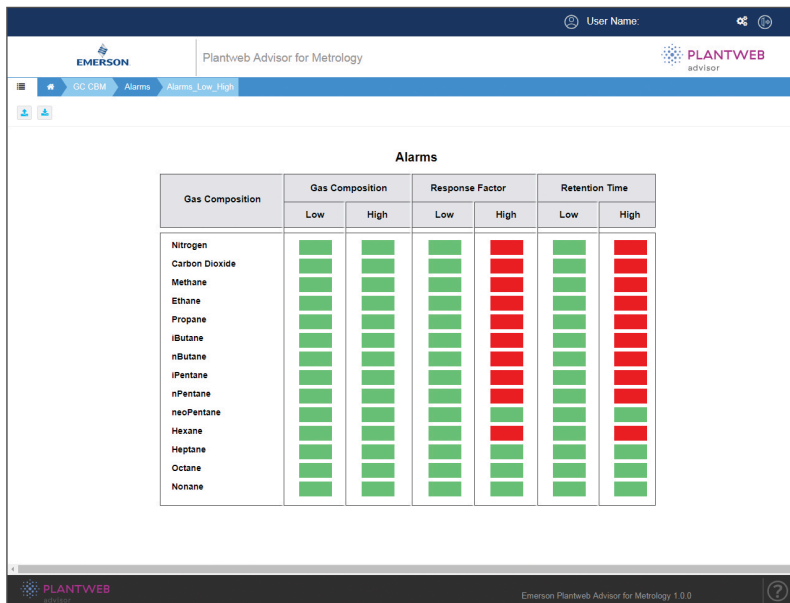 User Name:
EMERSON
Plantweb Advisor for Metrology
PLANTWEB
advisor
GC CBM Alarms Alarms_Low_High
Alarms
Gas Composition Gas Composition Response Factor Retention Time
Low High Low High Low High
Nitrogen
Carbon Dioxide
Methane
Ethane
Propane
iButane
nButane
iPentane
nPentane
neoPentane
Hexane
Heptane
Octane
Nonane
PLANTWEB
advisor
Emerson Plantweb Advisor for Metrology 1.0.0
?